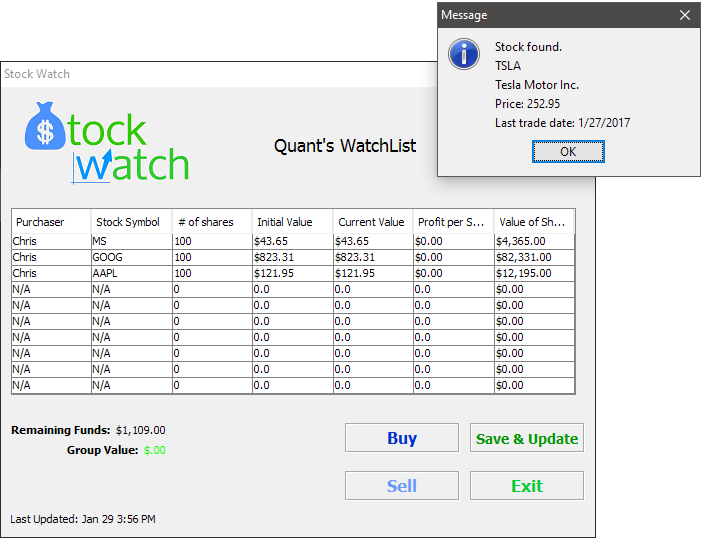 Message
Stock found.
TSLA
Tesla Motor Inc.
Price: 252.95
Last trade date: 1/27/2017
OK
Stock Watch
$tock
watch
Quant's WatchList
Purchaser Stock Symbol # of shares Initial Value Current Value Profit per S... Value of Sh...
Chris MS 100 $43.65 $43.65 $0.00 $4,365.00
Chris GOOG 100 $823.31 $823.31 $0.00 $82,331.00
Chris AAPL 100 $121.95 $121.95 $0.00 $12,195.00
N/A N/A 0 0.0 0.0 $0.00 $0.00
N/A N/A 0 0.0 0.0 $0.00 $0.00
N/A N/A 0 0.0 0.0 $0.00 $0.00
N/A N/A 0 0.0 0.0 $0.00 $0.00
N/A N/A 0 0.0 0.0 $0.00 $0.00
N/A N/A 0 0.0 0.0 $0.00 $0.00
N/A N/A 0 0.0 0.0 $0.00 $0.00
Remaining Funds: $1,109.00
Group Value: $.00
Buy Save & Update
Sell Exit
Last Updated: Jan 29 3:56 PM